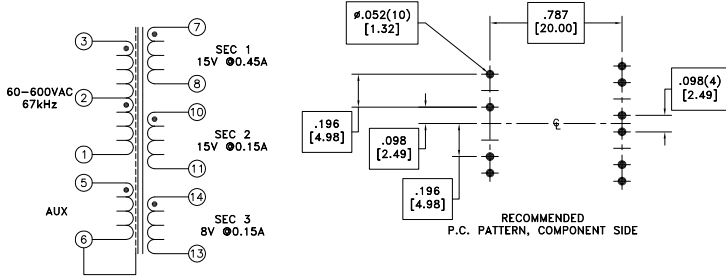 3
60-600VAC
67kHz
2
1
5
AUX
6
7
SEC 1
15V @0.45A
8
10
SEC 2
15V @0.15A
11
14
SEC 3
8V @0.15A
13
ø.052(10)
[1.32]
.787
[20.00]
.098(4)
[2.49]
.196
[4.98]
.098
[2.49]
.196
[4.98]
℄
RECOMMENDED
P.C. PATTERN, COMPONENT SIDE